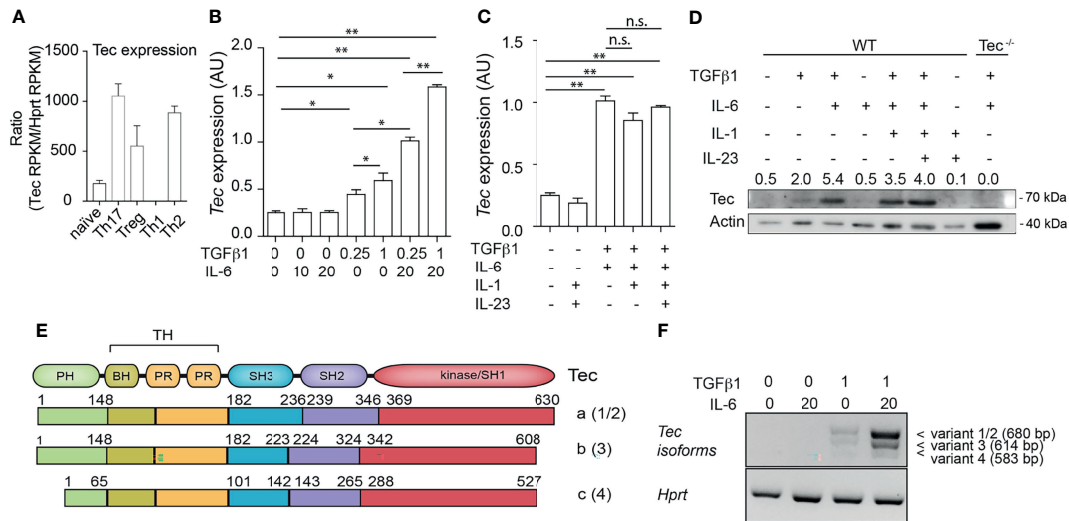 A
Tec expression
Ratio
(Tec RPKM/Hprt RPKM)
1500
1000
500
0
naïve
Th17
Treg
Th1
Th2
B
Tec expression (AU)
2.0
1.5
1.0
0.5
0.0
** ** * * * * **
TGFβ1 0 0 0 0.25 1 0.25 1
IL-6 0 10 20 0 0 20 20
C
Tec expression (AU)
1.5
1.0
0.5
0.0
n.s.
n.s.
**
**
**
TGFβ1 - - + + +
IL-6 - - + + +
IL-1 - + - + +
IL-23 - + - - +
D
WT Tec -/-
TGFβ1 - + + - + + - +
IL-6 - - + + + + - +
IL-1 - - - - + + + -
IL-23 - - - - - + + -
0.5 2.0 5.4 0.5 3.5 4.0 0.1 0.0
Tec - 70 kDa
Actin - 40 kDa
E
TH
PH BH PR PR SH3 SH2 kinase/SH1 Tec
1 148 182 236 239 346 369 630
a (1/2)
1 148 182 223 224 324 342 608
b (3)
1 65 101 142 143 265 288 527
c (4)
F
TGFβ1 0 0 1 1
IL-6 0 20 0 20
Tec isoforms
< variant 1/2 (680 bp)
< variant 3 (614 bp)
< variant 4 (583 bp)
Hprt